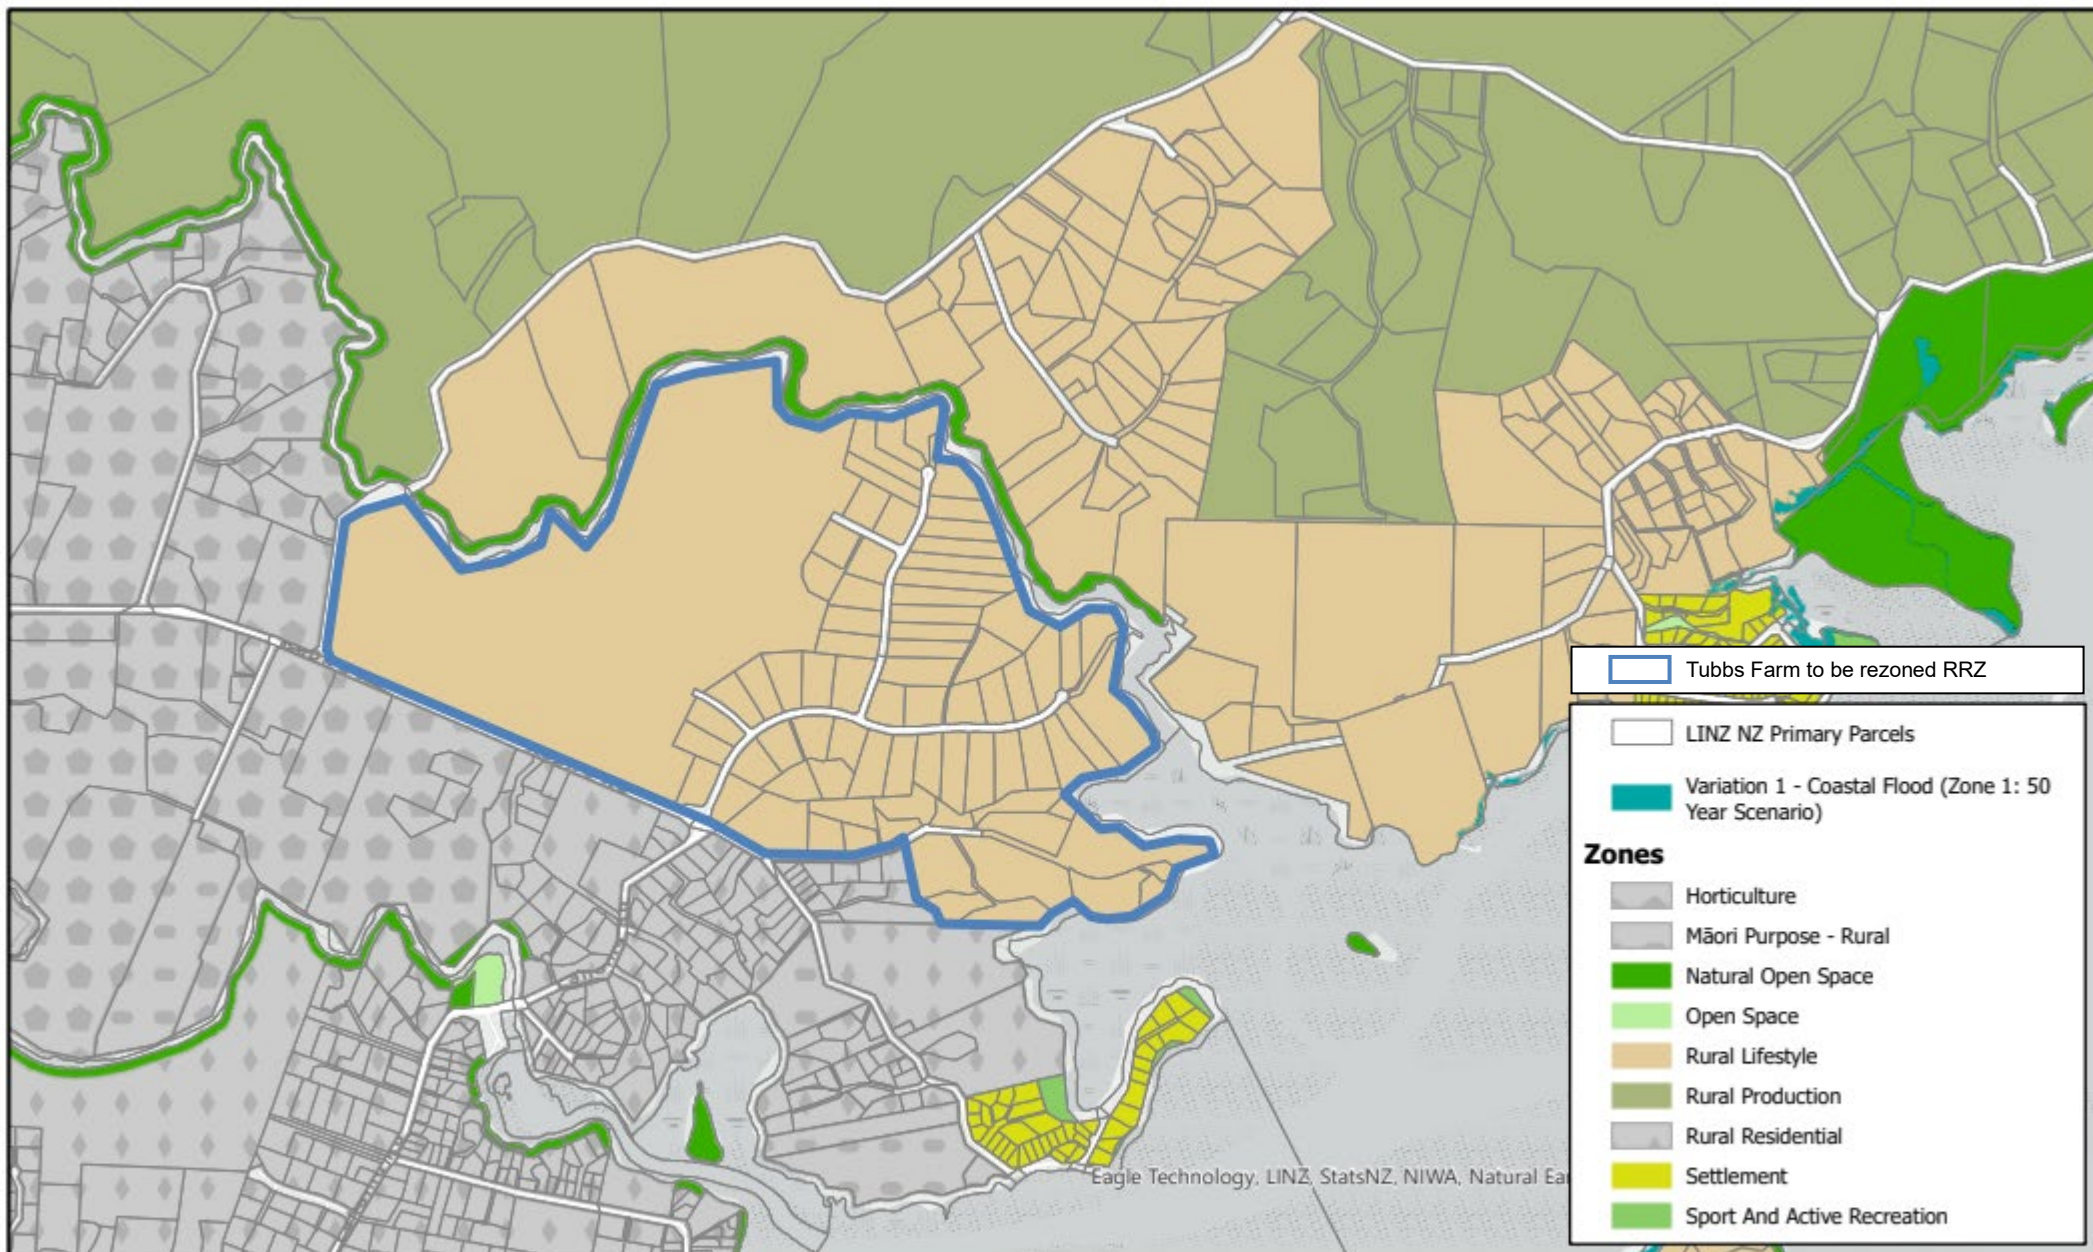 Tubbs Farm to be rezoned RRZ
LINZ NZ Primary Parcels
Variation 1 - Coastal Flood (Zone 1: 50
Year Scenario)
Zones
Horticulture
Māori Purpose - Rural
Natural Open Space
Open Space
Rural Lifestyle
Rural Production
Rural Residential
Settlement
Sport And Active Recreation
Eagle Technology, LINZ, StatsNZ, NIWA, Natural Ear